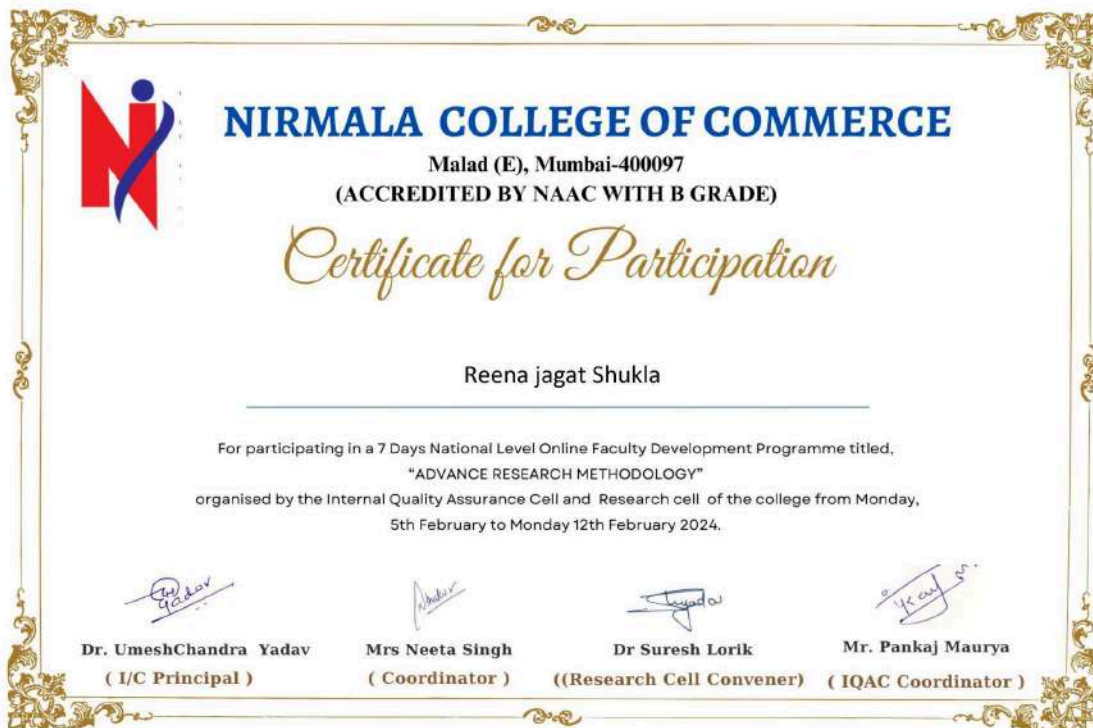 NIRMALA COLLEGE OF COMMERCE
Malad (E), Mumbai-400097
(ACCREDITED BY NAAC WITH B GRADE)
Certificate for Participation
Reena jagat Shukla
For participating in a 7 Days National Level Online Faculty Development Programme titled,
“ADVANCE RESEARCH METHODOLOGY”
organised by the Internal Quality Assurance Cell and Research cell of the college from Monday,
5th February to Monday 12th February 2024.
Yadav
Dr. UmeshChandra Yadav
Mrs Neeta Singh
Dr Suresh Lorik
Mr. Pankaj Maurya
( I/C Principal )
( Coordinator )
((Research Cell Convener)
( IQAC Coordinator )